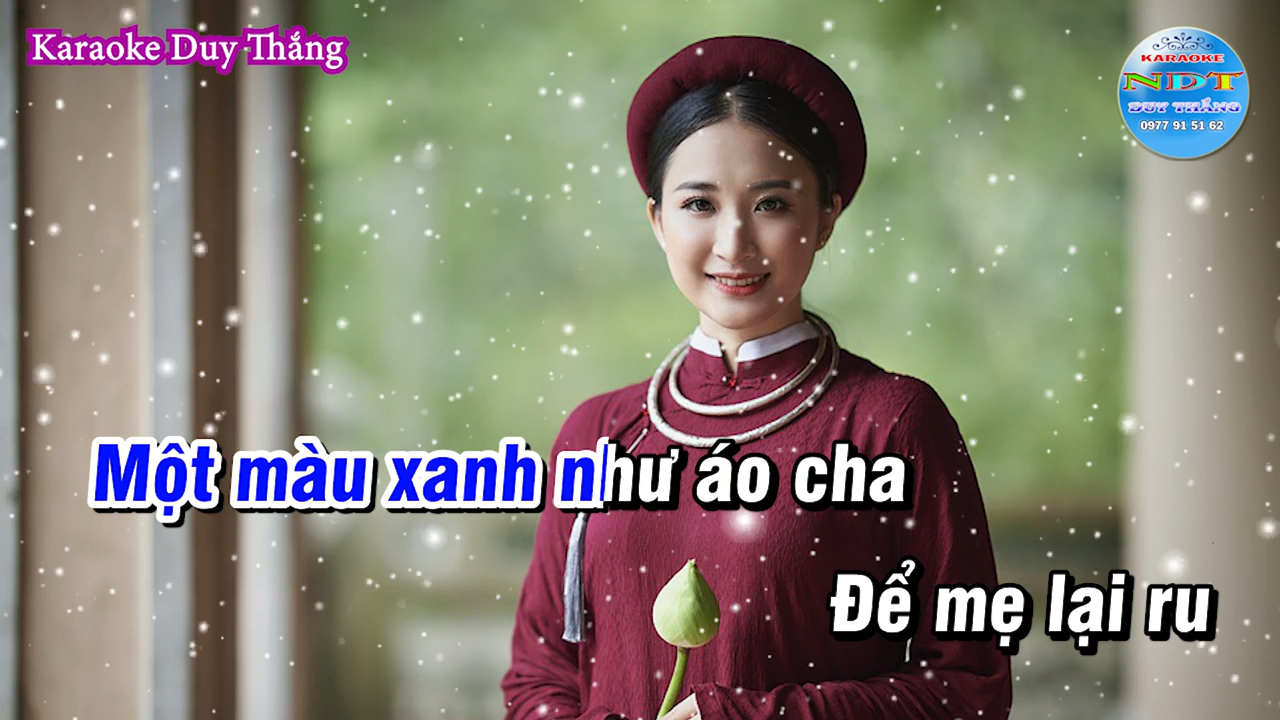 Karaoke Duy Thắng
KARAOKE
NDT
DUY THẮNG
0977 91 51 62
Một màu xanh như áo cha
Để mẹ lại ru